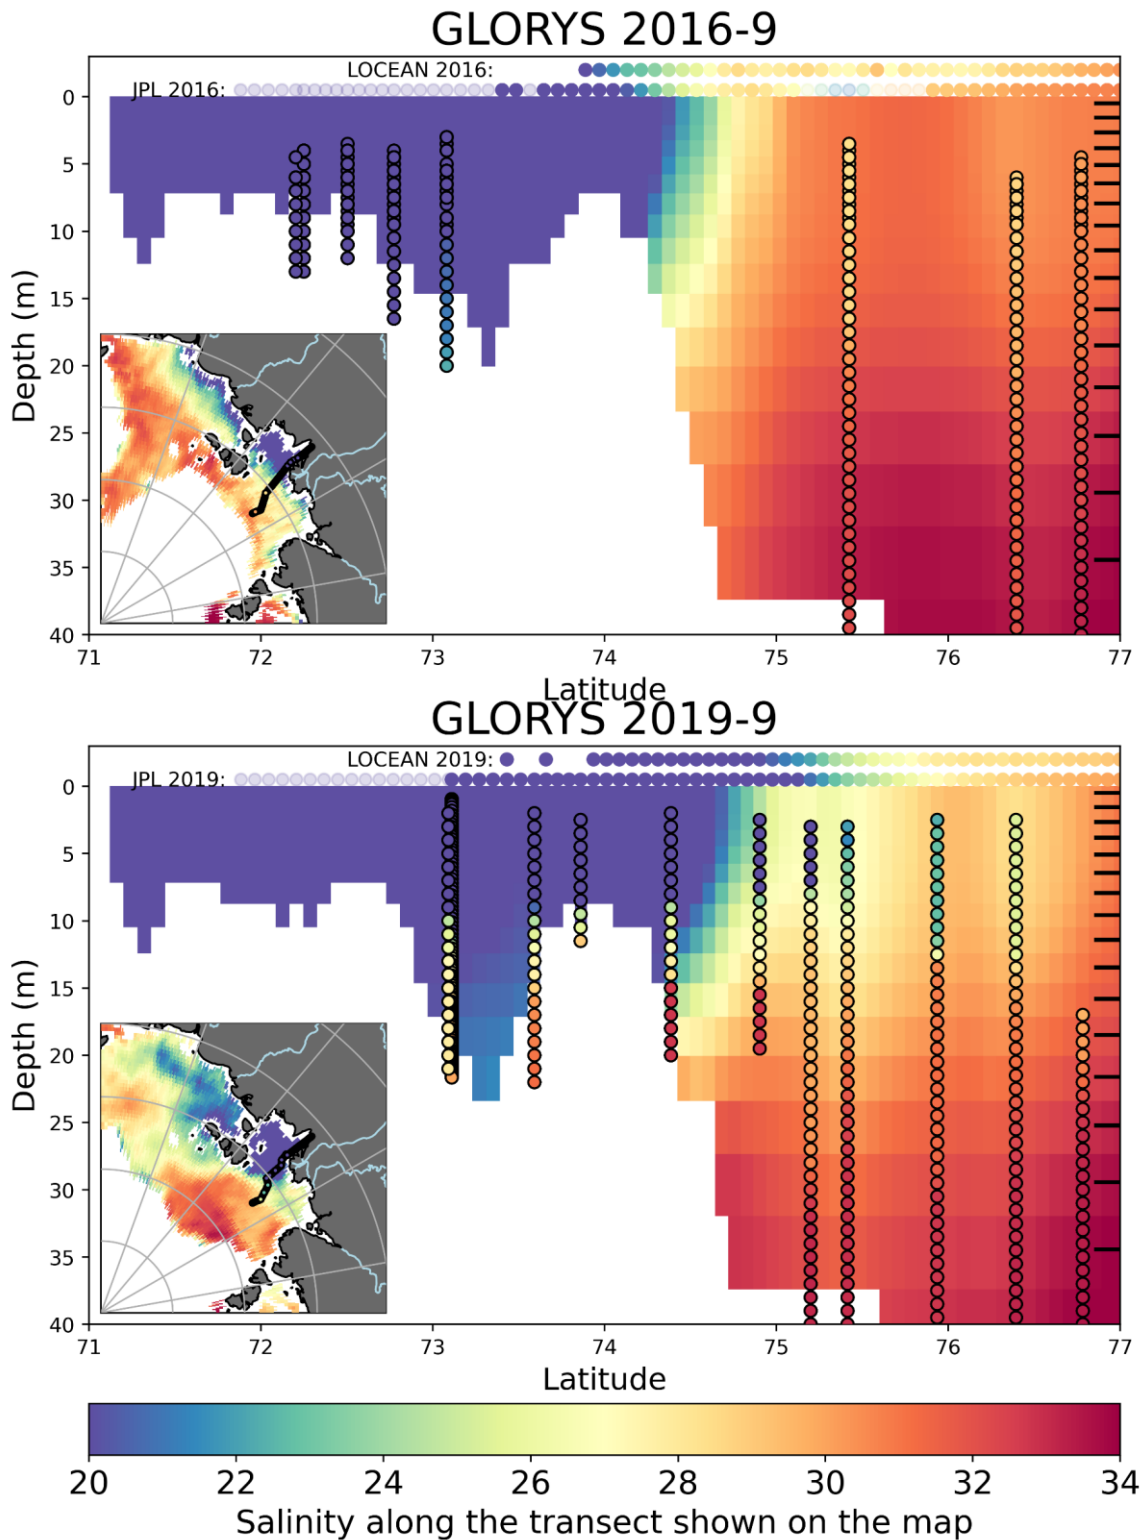 GLORYS 2016-9
LOCEAN 2016:
JPL 2016:
0
5
10
15
20
25
30
35
40
Depth (m)
71 72 73 74 75 76 77
Latitude
GLORYS 2019-9
LOCEAN 2019:
JPL 2019:
0
5
10
15
20
25
30
35
40
Depth (m)
71 72 73 74 75 76 77
Latitude
20 22 24 26 28 30 32 34
Salinity along the transect shown on the map